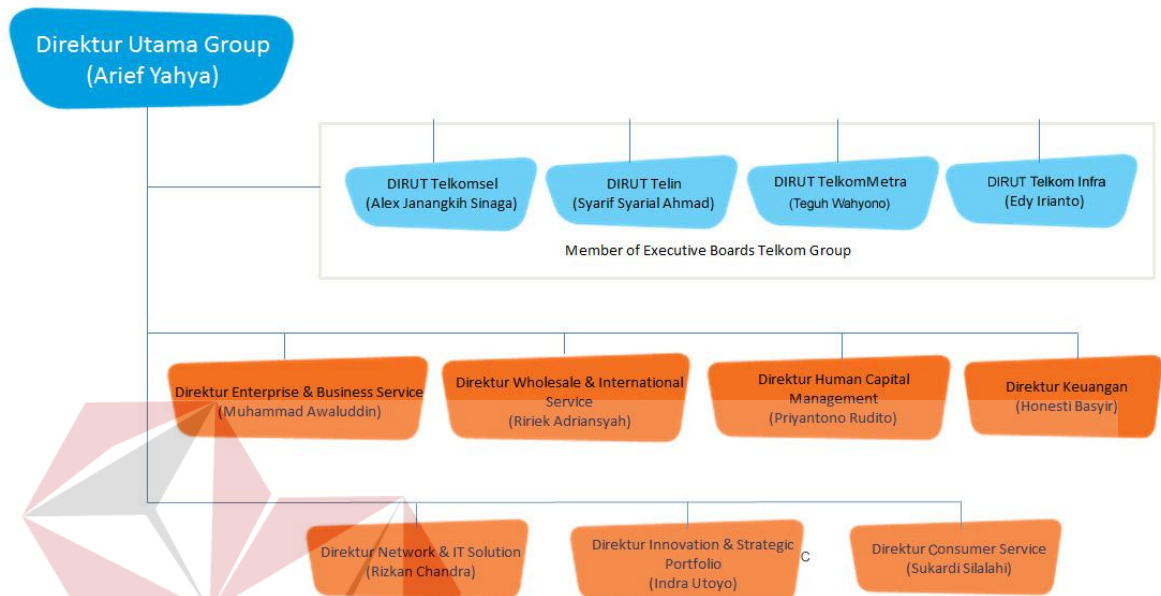 Direktur Utama Group
(Arief Yahya)
DIRUT Telkomsel
(Alex Janangkih Sinaga)
DIRUT Telin
(Syarif Syarial Ahmad)
DIRUT TelkomMetra
(Teguh Wahyono)
DIRUT Telkom Infra
(Edy Irianto)
Member of Executive Boards Telkom Group
Direktur Enterprise & Business Service
(Muhammad Awaluddin)
Direktur Wholesale & International
Service
(Ririek Adriansyah)
Direktur Human Capital
Management
(Priyantono Rudito)
Direktur Keuangan
(Honesti Basyir)
Direktur Network & IT Solution
(Rizkan Chandra)
Direktur Innovation & Strategic
Portfolio
(Indra Utoyo)
C
Direktur Consumer Service
(Sukardi Silalahi)